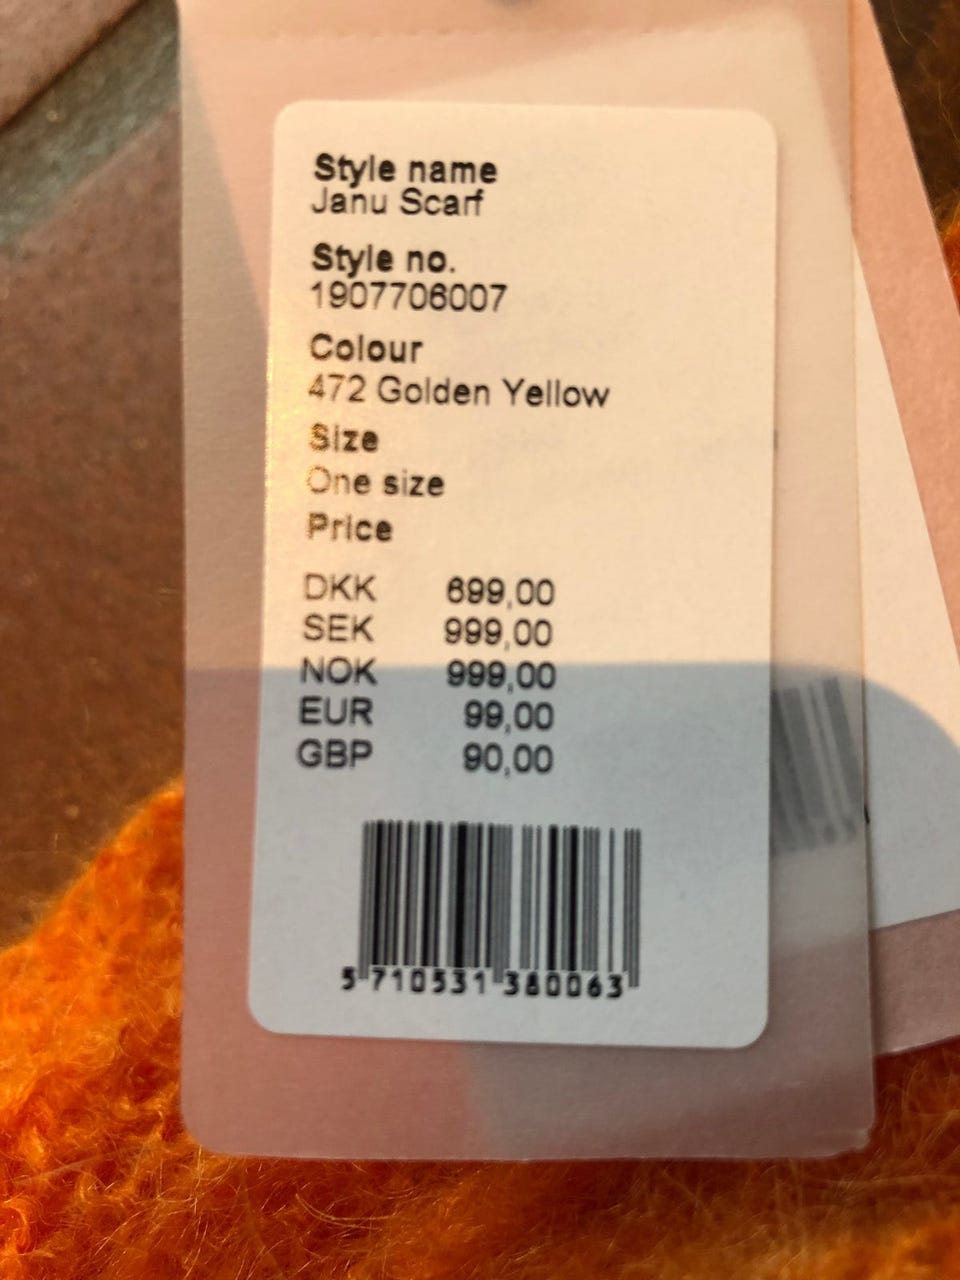 Style name
Janu Scarf
Style no.
1907706007
Colour
472 Golden Yellow
Size
One size
Price
DKK 699,00
SEK 999,00
NOK 999,00
EUR 99,00
GBP 90,00
5 710531 380063